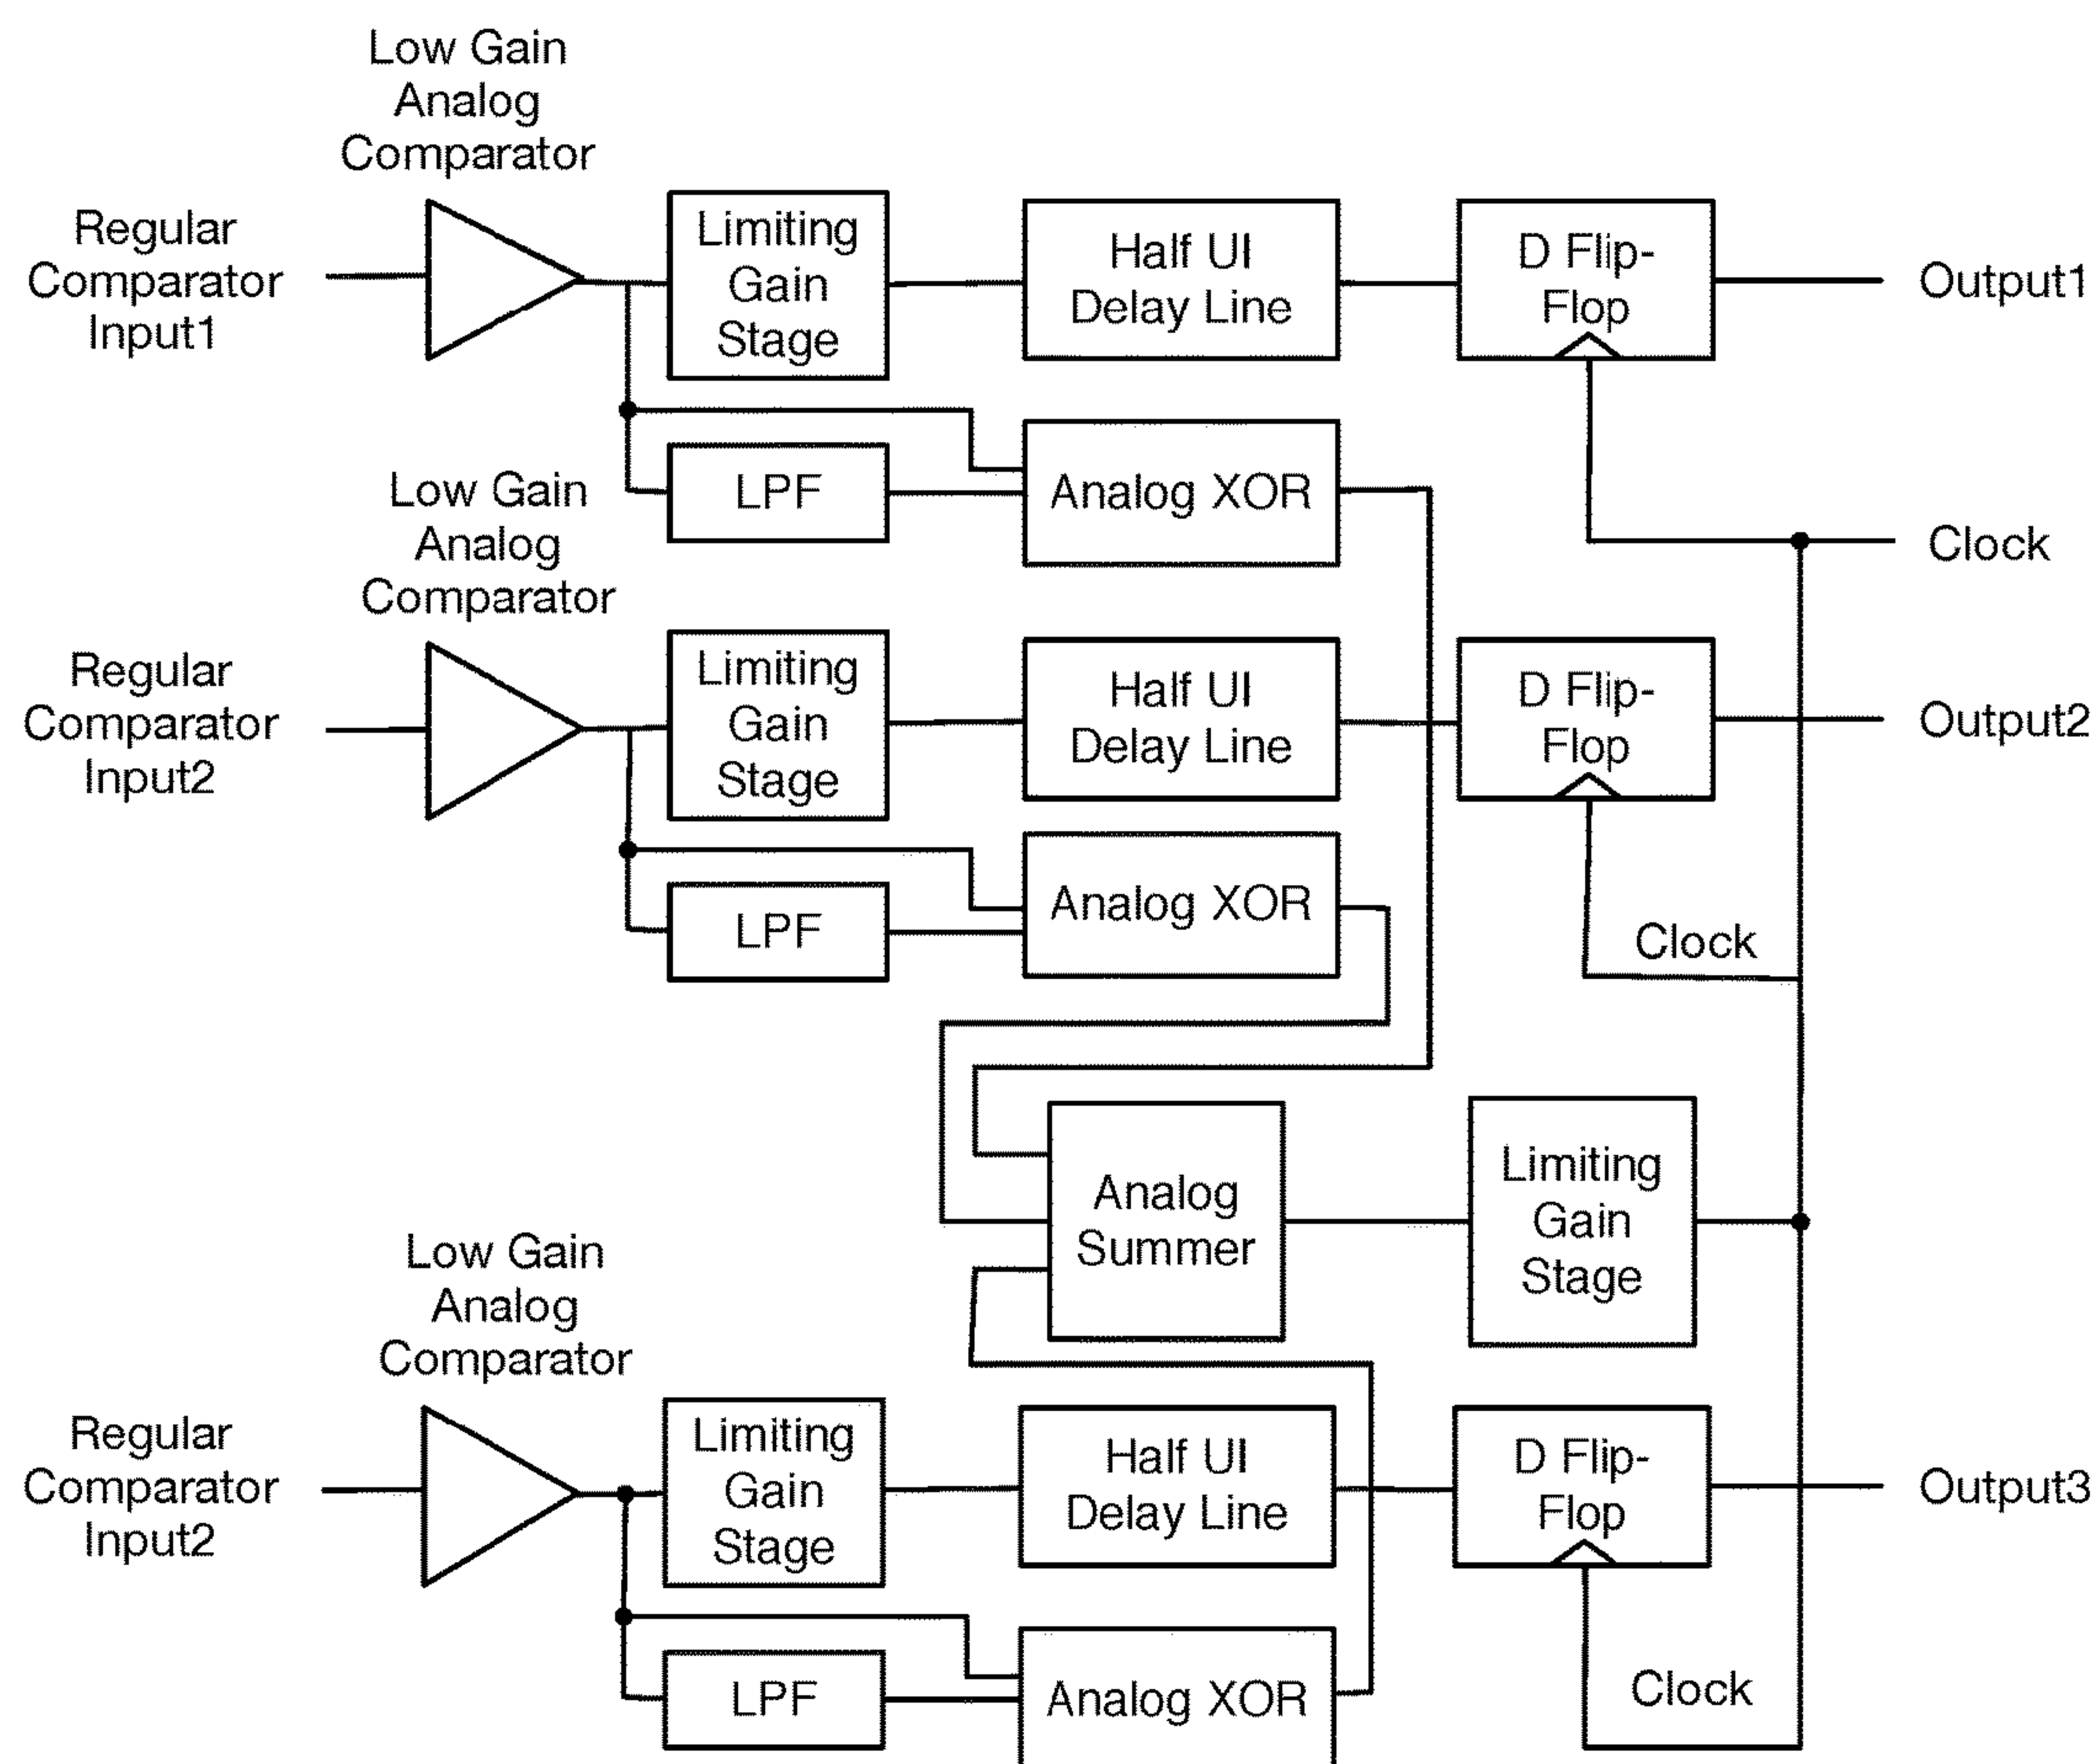 Low Gain
Analog
Comparator
Regular
Comparator
Input1
Limiting
Gain
Stage
Half UI
Delay Line
D Flip-
Flop
Output1
LPF
Analog XOR
Clock
Low Gain
Analog
Comparator
Regular
Comparator
Input2
Limiting
Gain
Stage
Half UI
Delay Line
D Flip-
Flop
Output2
LPF
Analog XOR
Clock
Analog
Summer
Limiting
Gain
Stage
Low Gain
Analog
Comparator
Regular
Comparator
Input2
Limiting
Gain
Stage
Half UI
Delay Line
D Flip-
Flop
Output3
LPF
Analog XOR
Clock